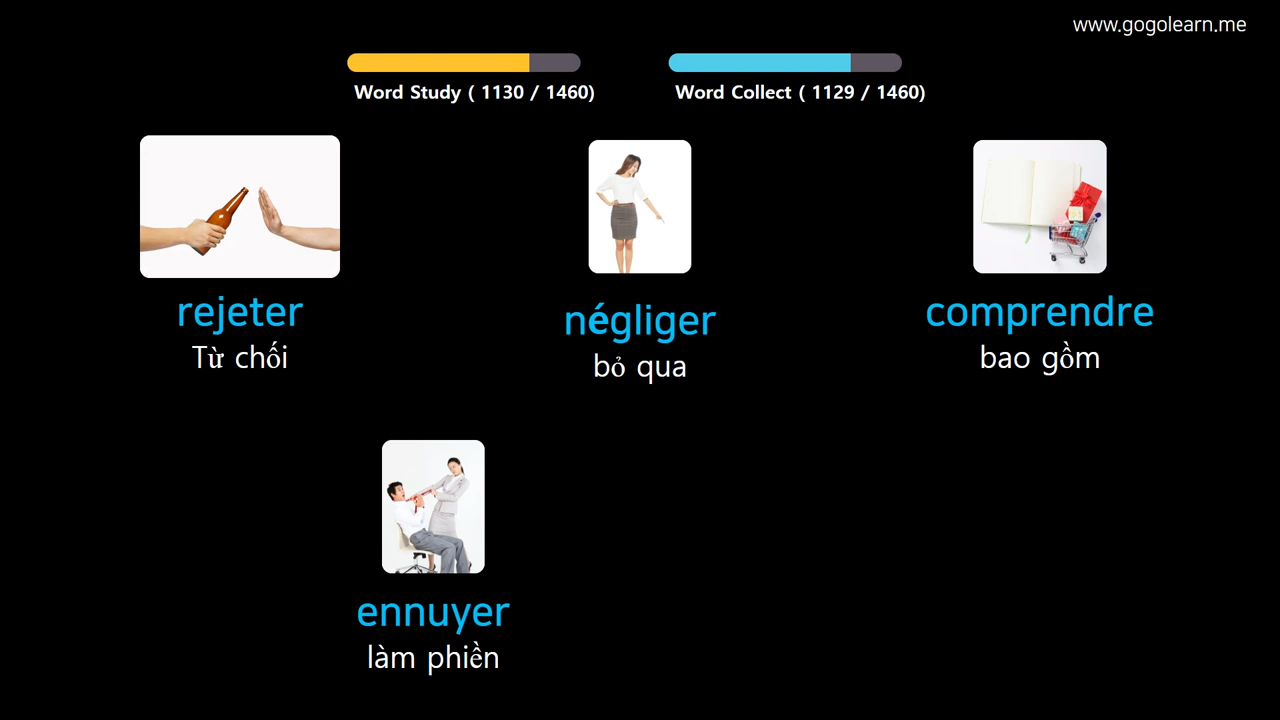 www.gogolearn.me
Word Study ( 1130 / 1460)
Word Collect ( 1129 / 1460)
rejeter
Từ chối
négliger
bỏ qua
comprendre
bao gồm
ennuyer
làm phiền